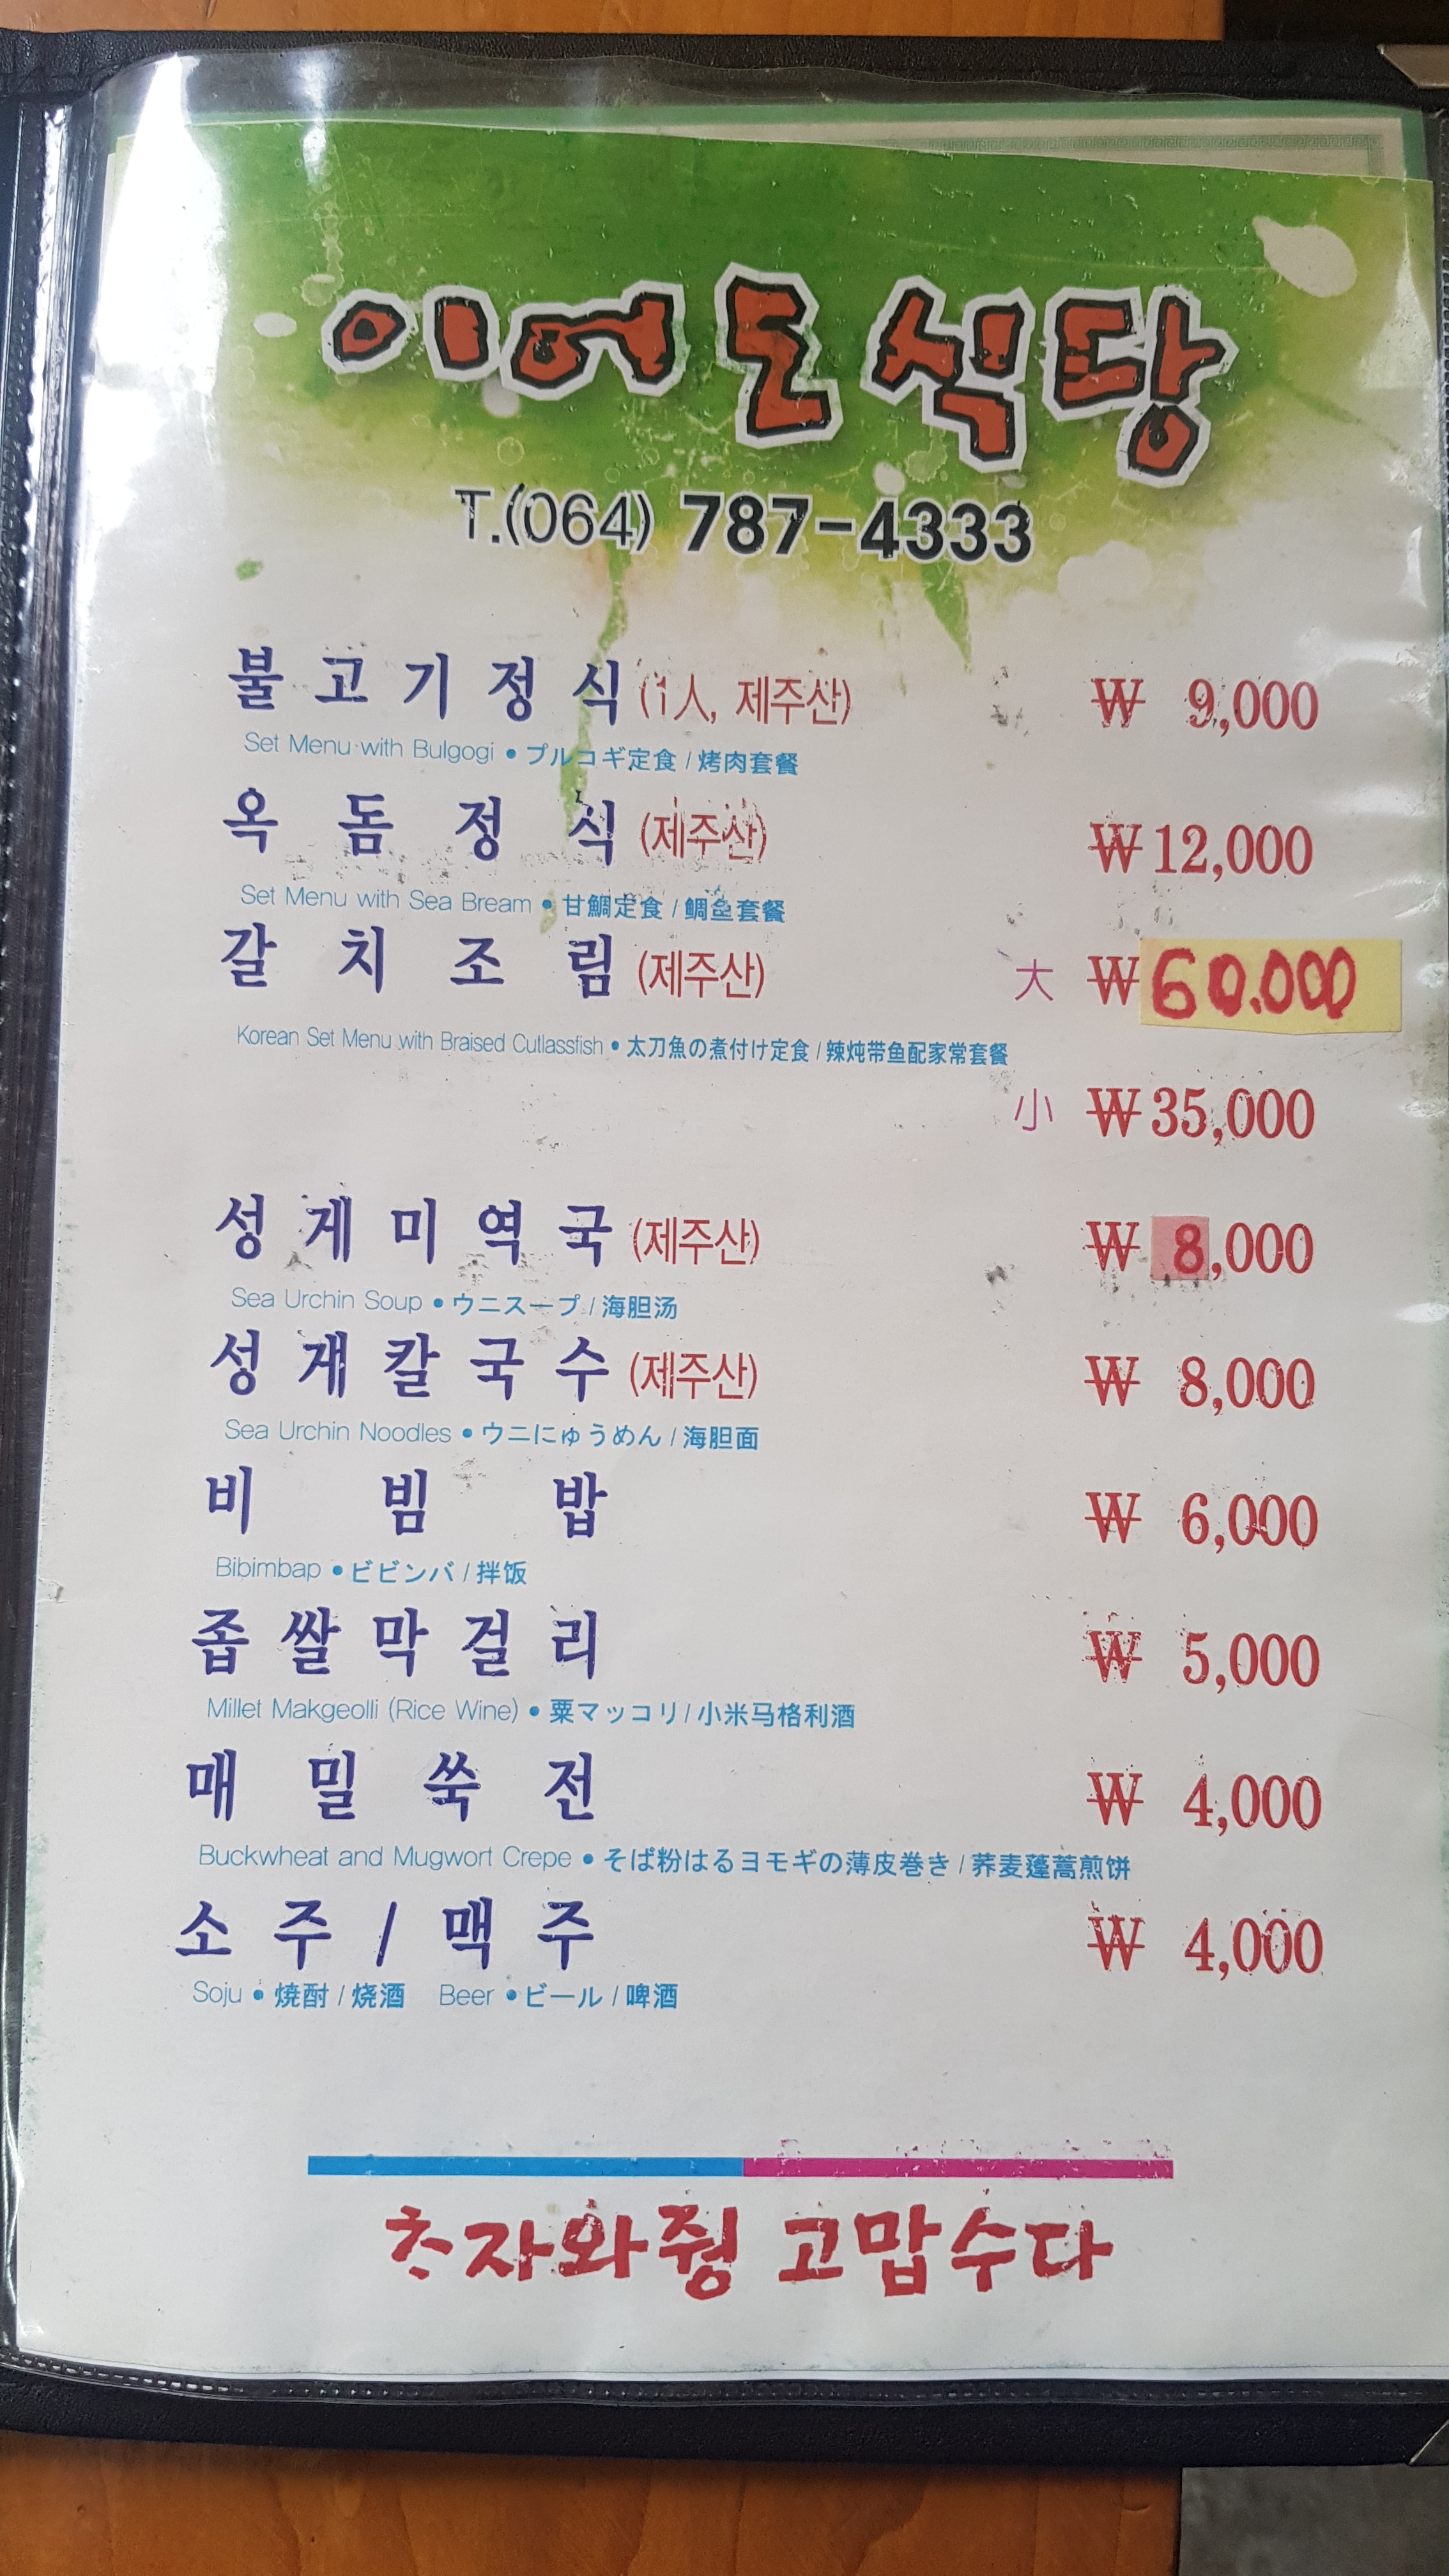 이어도식당
T.(064) 787-4333
불고기정식 (1人, 제주산) ₩ 9,000
Set Menu with Bulgogi • プルコギ定食 / 烤肉套餐
옥돔정식 (제주산) ₩12,000
Set Menu with Sea Bream • 甘鯛定食 / 鲷鱼套餐
갈치조림 (제주산) 大 ₩60.000
Korean Set Menu with Braised Cutlassfish • 太刀魚の煮付け定食 / 辣炖带鱼配家常套餐
小 ₩35,000
성게미역국 (제주산) ₩ 8,000
Sea Urchin Soup • ウニスープ / 海胆汤
성게칼국수 (제주산) ₩ 8,000
Sea Urchin Noodles • ウニにゅうめん / 海胆面
비빔밥 ₩ 6,000
Bibimbap • ビビンバ / 拌饭
좁쌀막걸리 ₩ 5,000
Millet Makgeolli (Rice Wine) • 粟マッコリ / 小米马格利酒
매밀쑥전 ₩ 4,000
Buckwheat and Mugwort Crepe • そば粉はるヨモギの薄皮巻き / 荞麦蓬蒿煎饼
소주 / 맥주 ₩ 4,000
Soju • 焼酎 / 烧酒 Beer • ビール / 啤酒
ᄎᆞ자와줭 고맙수다